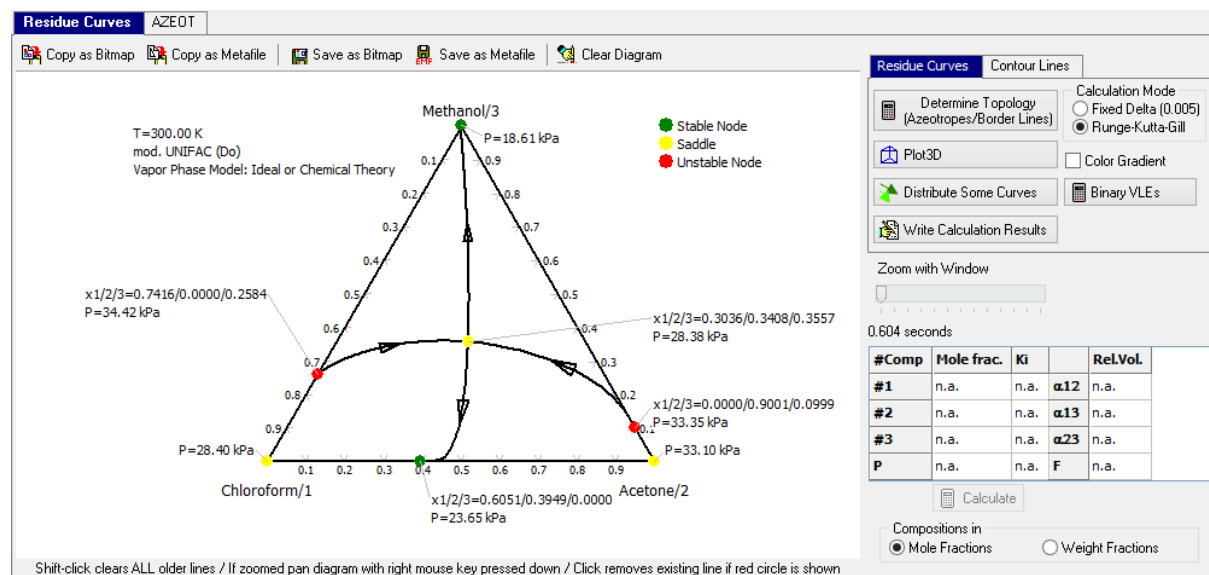 Residue Curves AZEOT
Copy as Bitmap Copy as Metafile Save as Bitmap Save as Metafile Clear Diagram
Methanol/3
P=18.61 kPa
T=300.00 K
mod. UNIFAC (Do)
Vapor Phase Model: Ideal or Chemical Theory
Stable Node
Saddle
Unstable Node
0.1 0.9
0.2 0.8
0.3 0.7
0.4 0.6
0.5 0.5
0.6 0.4
0.7 0.3
0.8 0.2
0.9 0.1
x1/2/3=0.7416/0.0000/0.2584
P=34.42 kPa
x1/2/3=0.3036/0.3408/0.3557
P=28.38 kPa
x1/2/3=0.0000/0.9001/0.0999
P=33.35 kPa
P=28.40 kPa
P=33.10 kPa
0.1 0.2 0.3 0.4 0.5 0.6 0.7 0.8 0.9
Chloroform/1
Acetone/2
x1/2/3=0.6051/0.3949/0.0000
P=23.65 kPa
Shift-click clears ALL older lines / If zoomed pan diagram with right mouse key pressed down / Click removes existing line if red circle is shown
Residue Curves Contour Lines
Determine Topology
(Azeotropes/Border Lines)
Calculation Mode
Fixed Delta (0.005)
Runge-Kutta-Gill
Plot3D
Color Gradient
Distribute Some Curves
Binary VLEs
Write Calculation Results
Zoom with Window
0.604 seconds
#Comp Mole frac. Ki Rel.Vol.
#1 n.a. n.a. α12 n.a.
#2 n.a. n.a. α13 n.a.
#3 n.a. n.a. α23 n.a.
P n.a. n.a. F n.a.
Calculate
Compositions in
Mole Fractions Weight Fractions